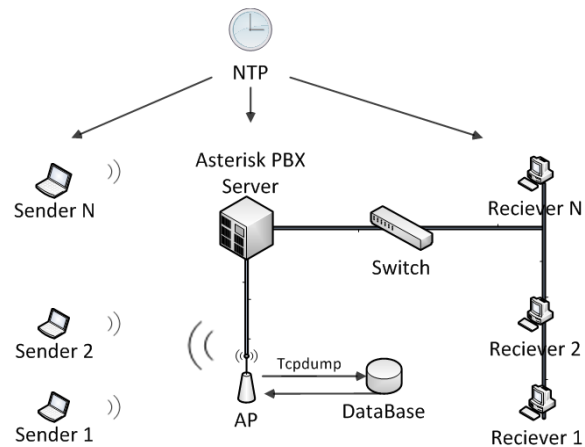 NTP
Asterisk PBX
Server
Sender N
Reciever N
Switch
Sender 2
Reciever 2
Tcpdump
AP
DataBase
Sender 1
Reciever 1